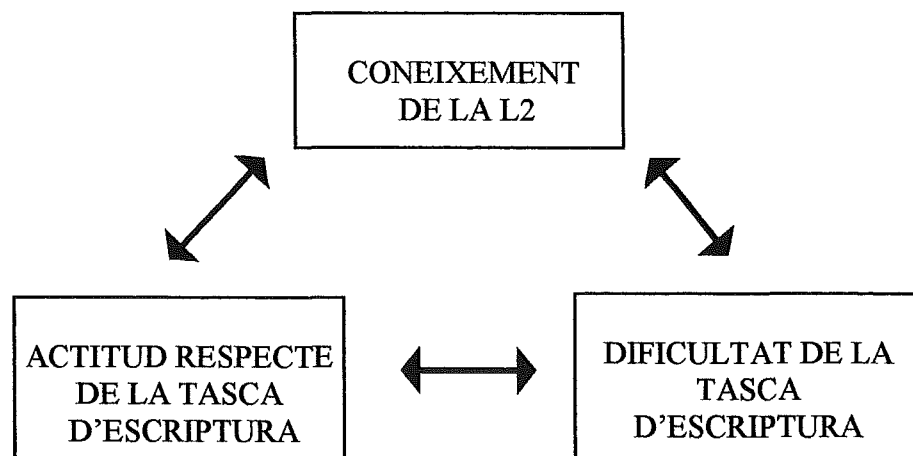 CONEIXEMENT
DE LA L2
ACTITUD RESPECTE
DE LA TASCA
D'ESCRIPTURA
DIFICULTAT DE LA
TASCA
D'ESCRIPTURA